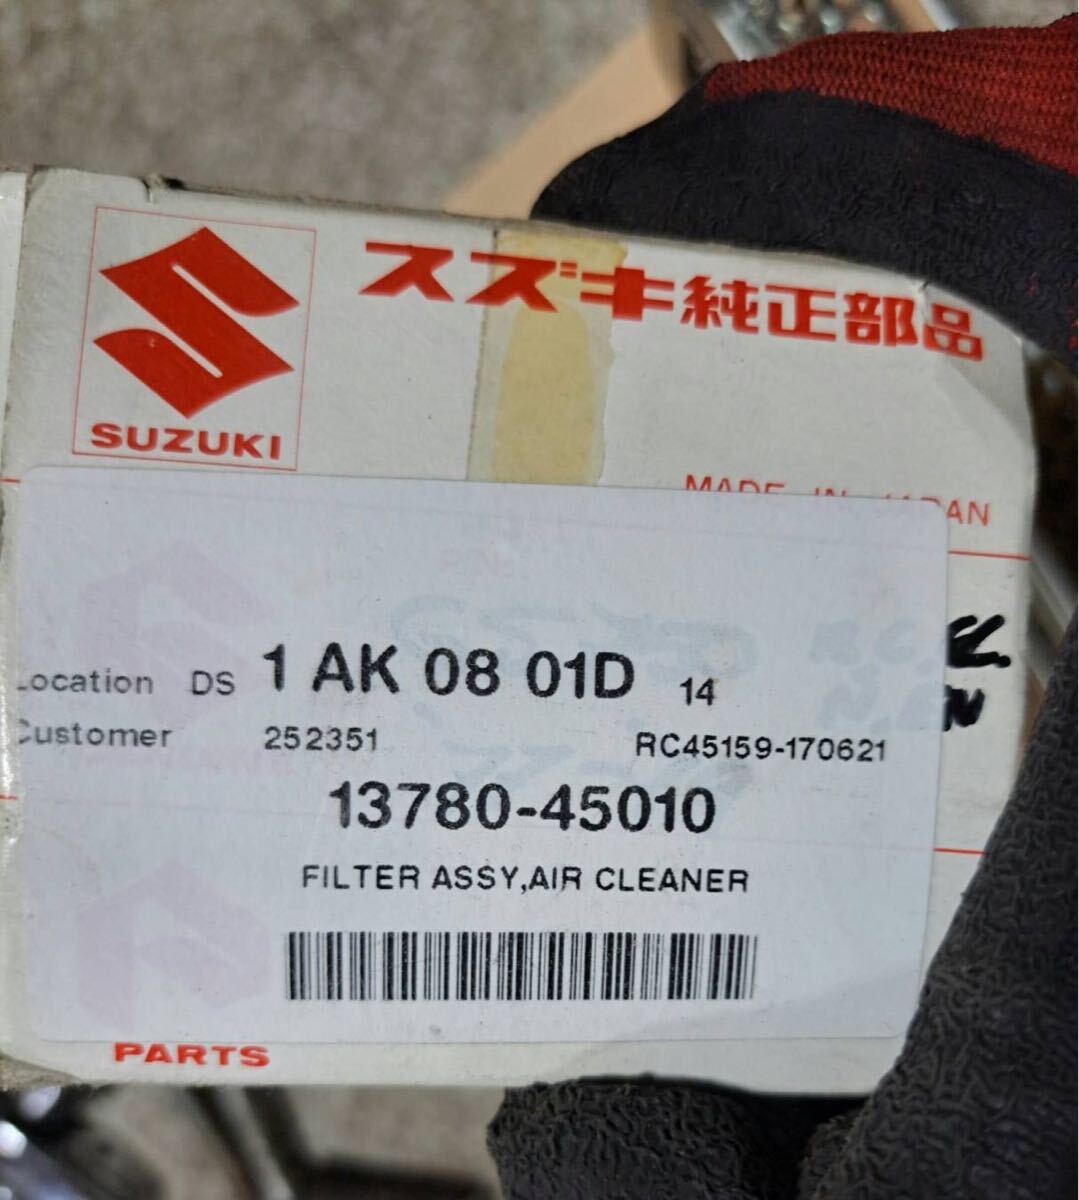 スズキ純正部品
SUZUKI
MADE IN JAPAN
Location DS 1 AK 08 01D 14
Customer 252351 RC45159-170621
13780-45010
FILTER ASSY,AIR CLEANER
PARTS